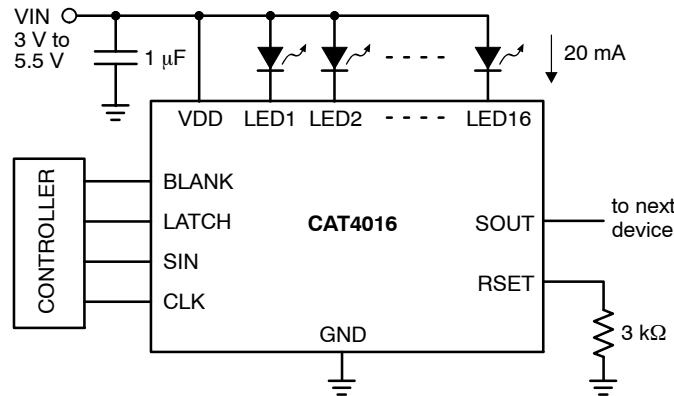 VIN
3 V to
5.5 V
1 μF
20 mA
VDD LED1 LED2 LED16
CONTROLLER
BLANK
LATCH
SIN
CLK
CAT4016
SOUT
to next
device
RSET
3 kΩ
GND